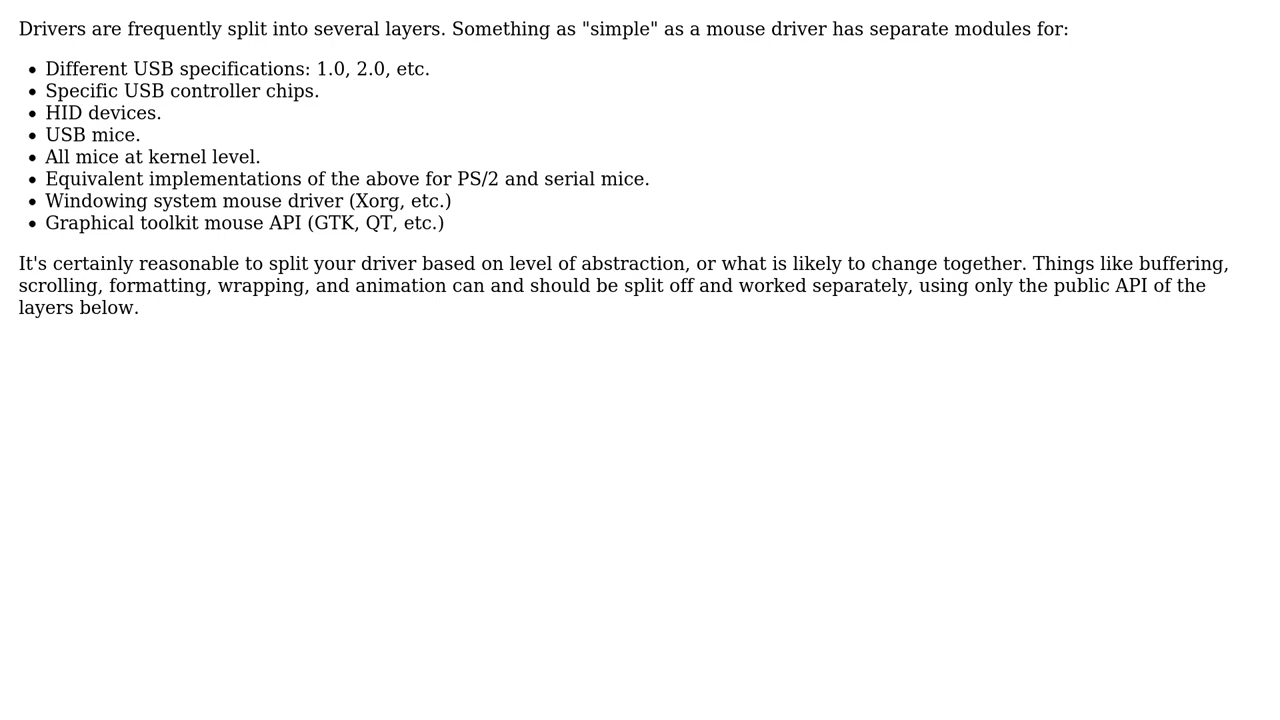 Drivers are frequently split into several layers. Something as "simple" as a mouse driver has separate modules for:
• Different USB specifications: 1.0, 2.0, etc.
• Specific USB controller chips.
• HID devices.
• USB mice.
• All mice at kernel level.
• Equivalent implementations of the above for PS/2 and serial mice.
• Windowing system mouse driver (Xorg, etc.)
• Graphical toolkit mouse API (GTK, QT, etc.)
It's certainly reasonable to split your driver based on level of abstraction, or what is likely to change together. Things like buffering,
scrolling, formatting, wrapping, and animation can and should be split off and worked separately, using only the public API of the
layers below.